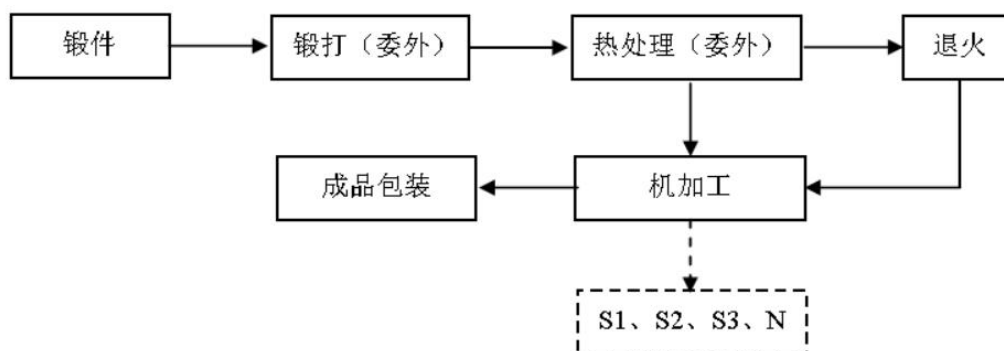 锻件
锻打（委外）
热处理（委外）
退火
成品包装
机加工
S1、S2、S3、N